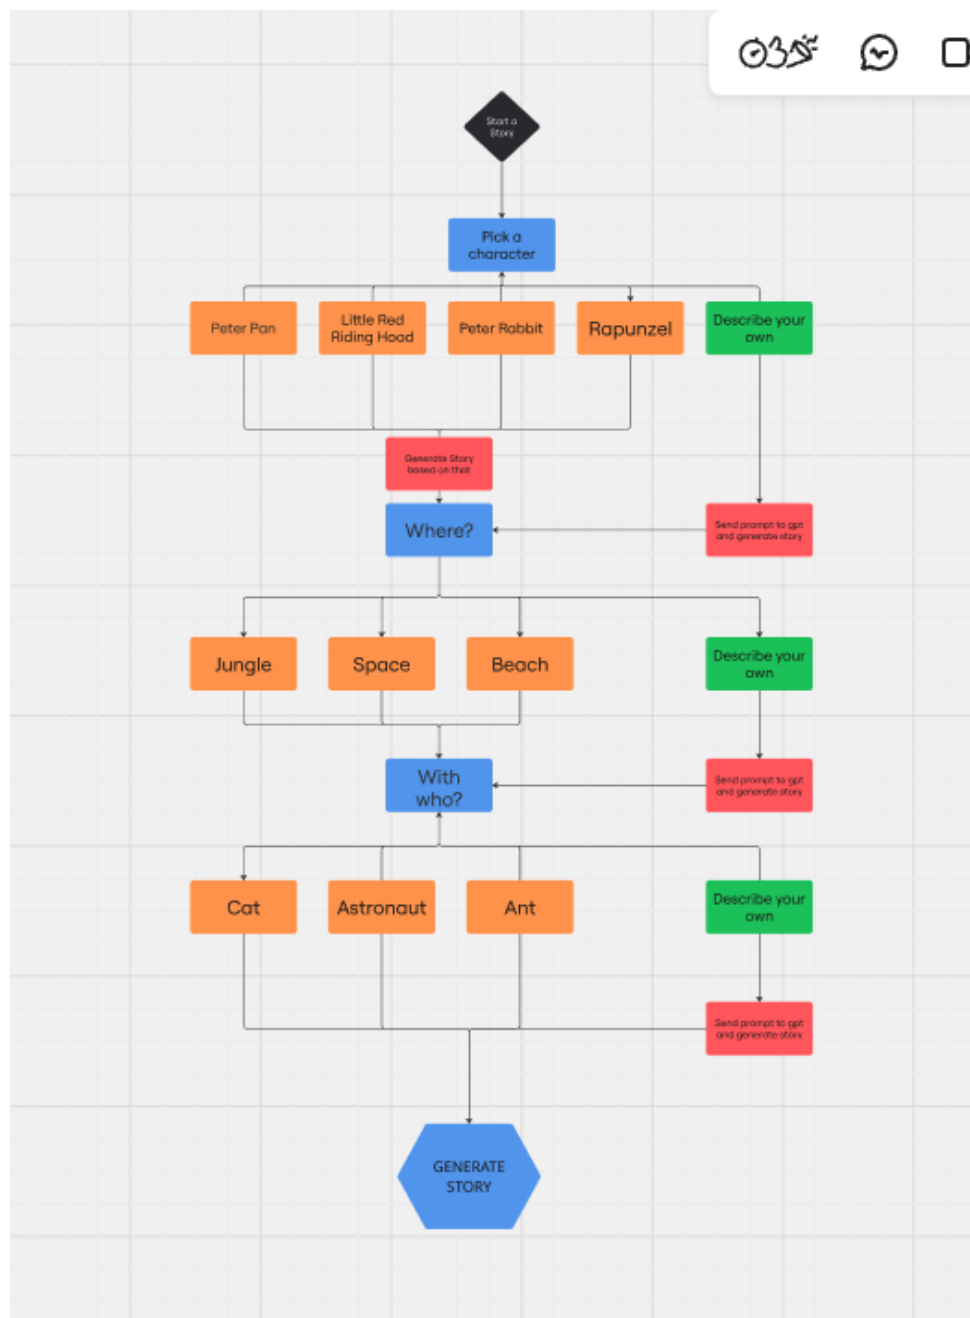 Start a
Story
Pick a
character
Peter Pan
Little Red
Riding Hood
Peter Rabbit
Rapunzel
Describe your
own
Generate Story
based on that
Where?
Send prompt to gpt
and generate story
Jungle
Space
Beach
Describe your
own
With
who?
Send prompt to gpt
and generate story
Cat
Astronaut
Ant
Describe your
own
Send prompt to gpt
and generate story
GENERATE
STORY